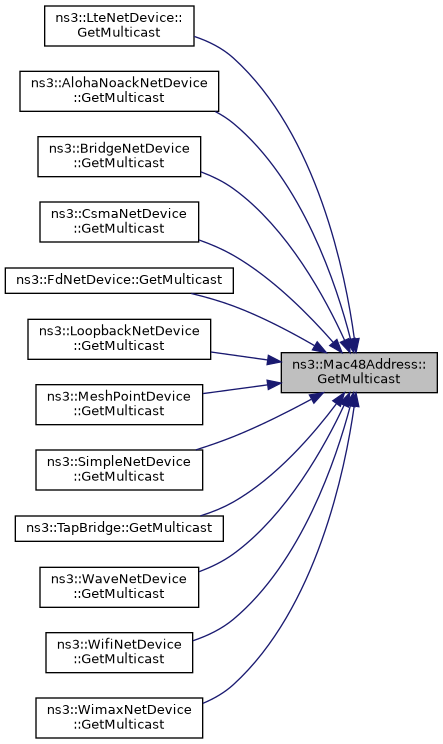 ns3::LteNetDevice::
GetMulticast
ns3::AlohaNoackNetDevice
::GetMulticast
ns3::BridgeNetDevice
::GetMulticast
ns3::CsmaNetDevice
::GetMulticast
ns3::FdNetDevice::GetMulticast
ns3::LoopbackNetDevice
::GetMulticast
ns3::Mac48Address::
GetMulticast
ns3::MeshPointDevice
::GetMulticast
ns3::SimpleNetDevice
::GetMulticast
ns3::TapBridge::GetMulticast
ns3::WaveNetDevice
::GetMulticast
ns3::WifiNetDevice
::GetMulticast
ns3::WimaxNetDevice
::GetMulticast